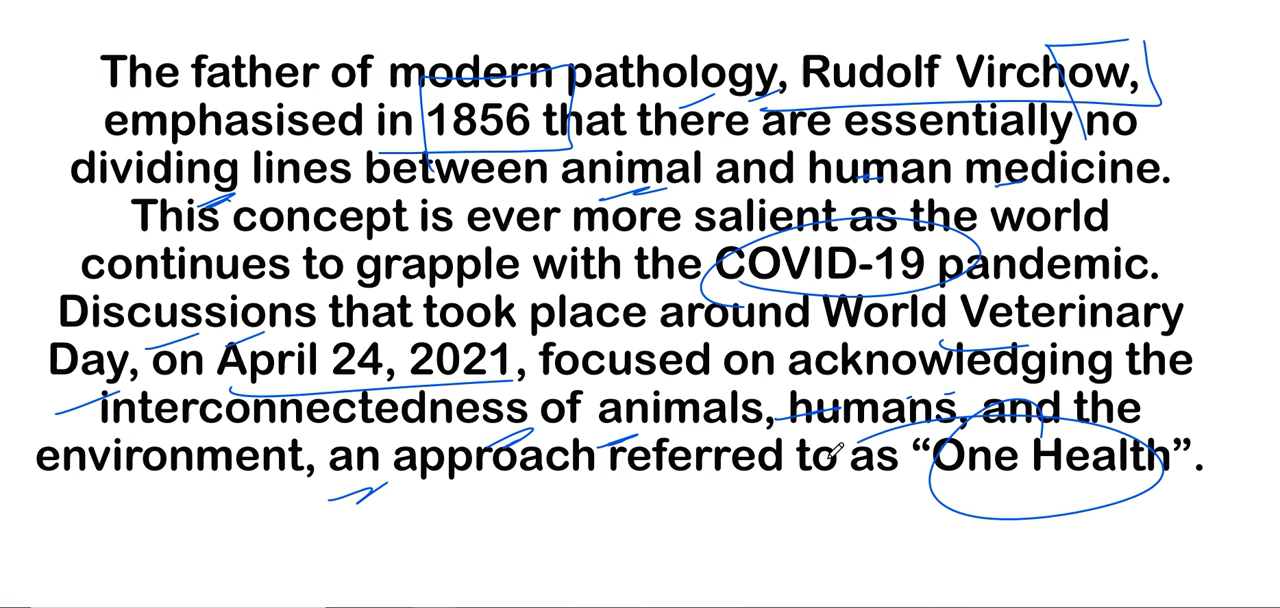 The father of modern pathology, Rudolf Virchow,
emphasised in 1856 that there are essentially no
dividing lines between animal and human medicine.
This concept is ever more salient as the world
continues to grapple with the COVID-19 pandemic.
Discussions that took place around World Veterinary
Day, on April 24, 2021, focused on acknowledging the
interconnectedness of animals, humans, and the
environment, an approach referred to as “One Health”.